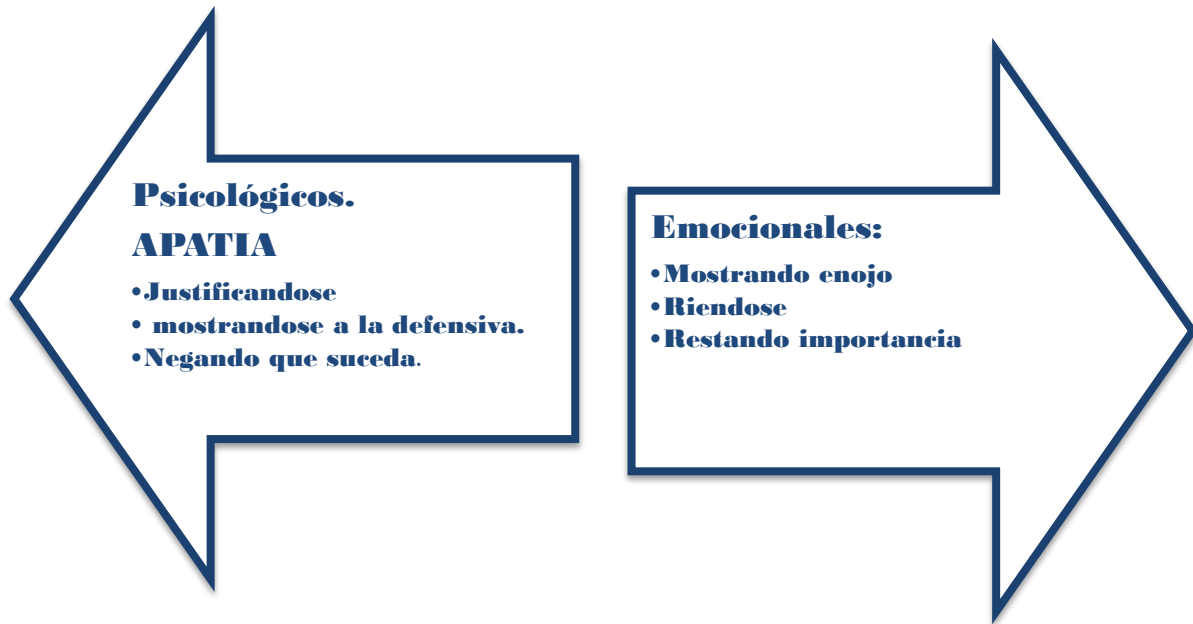 Psicológicos.
APATIA
•Justificandose
• mostrandose a la defensiva.
•Negando que suceda.
Emocionales:
•Mostrando enojo
•Riendose
•Restando importancia